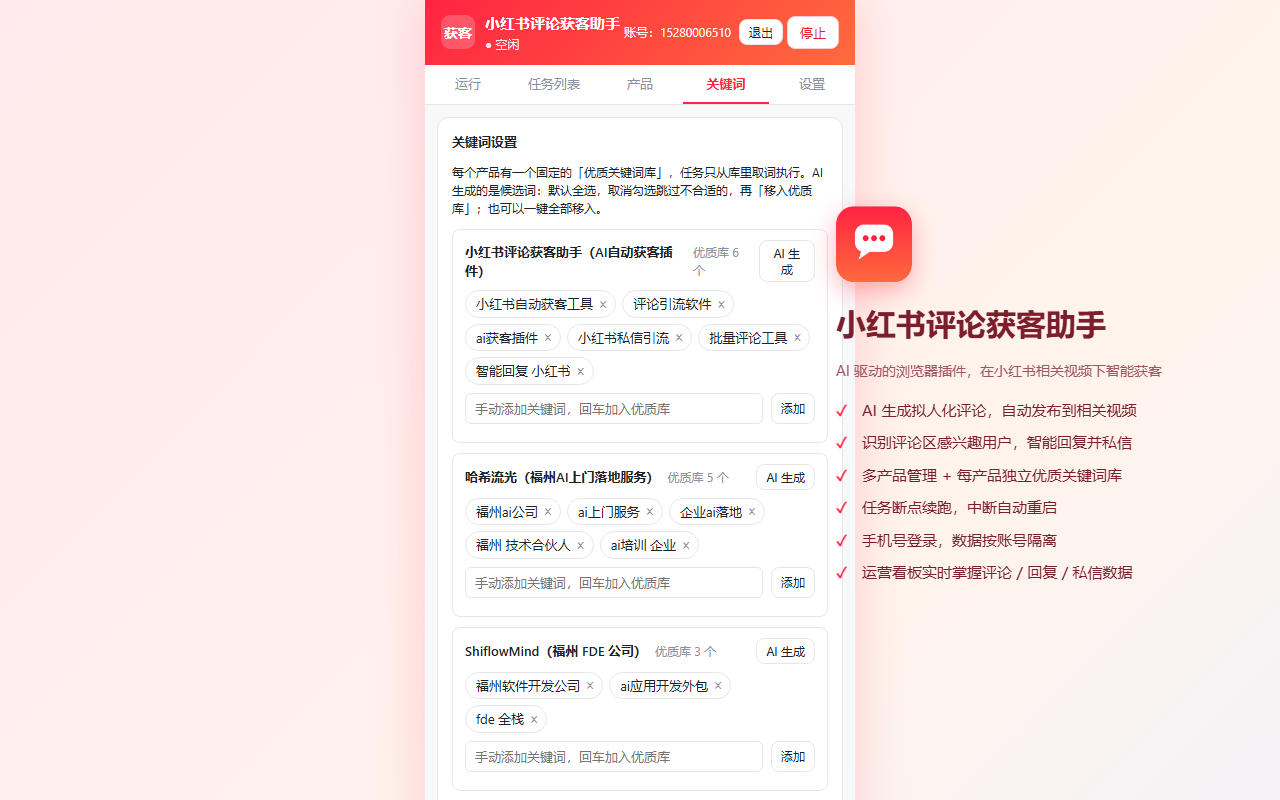 获客
小红书评论获客助手
● 空闲
账号：15280006510
退出
停止
运行
任务列表
产品
关键词
设置
关键词设置
每个产品有一个固定的「优质关键词库」，任务只从库里取词执行。AI
生成的是候选词：默认全选，取消勾选跳过不合适的，再「移入优质
库」；也可以一键全部移入。
小红书评论获客助手（AI自动获客插
件）
优质库 6
个
AI 生
成
小红书自动获客工具 ×
评论引流软件 ×
ai获客插件 ×
小红书私信引流 ×
批量评论工具 ×
智能回复 小红书 ×
手动添加关键词，回车加入优质库
添加
哈希流光（福州AI上门落地服务）
优质库 5 个
AI 生成
福州ai公司 ×
ai上门服务 ×
企业ai落地 ×
福州 技术合伙人 ×
ai培训 企业 ×
手动添加关键词，回车加入优质库
添加
ShiflowMind（福州 FDE 公司）
优质库 3 个
AI 生成
福州软件开发公司 ×
ai应用开发外包 ×
fde 全栈 ×
手动添加关键词，回车加入优质库
添加
小红书评论获客助手
AI 驱动的浏览器插件，在小红书相关视频下智能获客
✓ AI 生成拟人化评论，自动发布到相关视频
✓ 识别评论区感兴趣用户，智能回复并私信
✓ 多产品管理 + 每产品独立优质关键词库
✓ 任务断点续跑，中断自动重启
✓ 手机号登录，数据按账号隔离
✓ 运营看板实时掌握评论 / 回复 / 私信数据